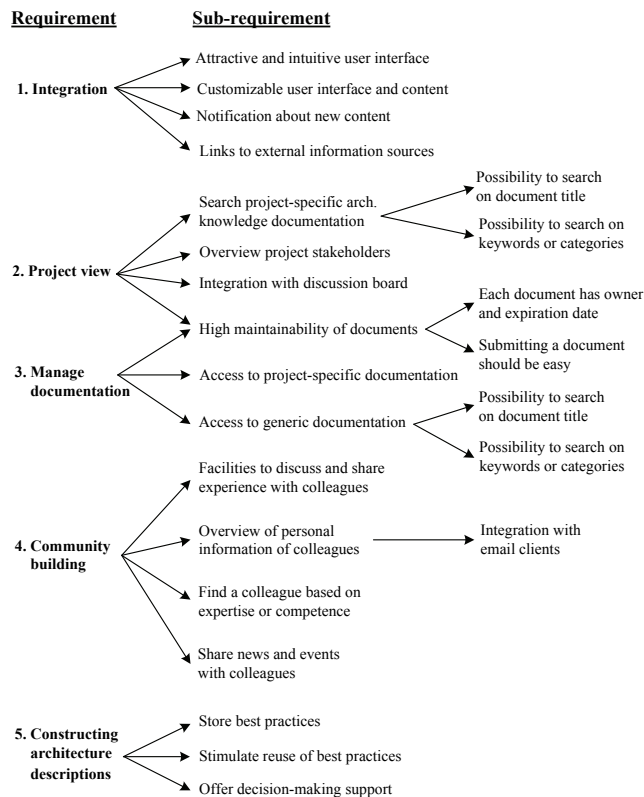 Requirement
Sub-requirement
1. Integration
Attractive and intuitive user interface
Customizable user interface and content
Notification about new content
Links to external information sources
2. Project view
Search project-specific arch.
knowledge documentation
Possibility to search
on document title
Possibility to search on
keywords or categories
Overview project stakeholders
Integration with discussion board
High maintainability of documents
Each document has owner
and expiration date
Submitting a document
should be easy
3. Manage
documentation
Access to project-specific documentation
Access to generic documentation
Possibility to search
on document title
Possibility to search on
keywords or categories
4. Community
building
Facilities to discuss and share
experience with colleagues
Overview of personal
information of colleagues
Integration with
email clients
Find a colleague based on
expertise or competence
Share news and events
with colleagues
5. Constructing
architecture
descriptions
Store best practices
Stimulate reuse of best practices
Offer decision-making support